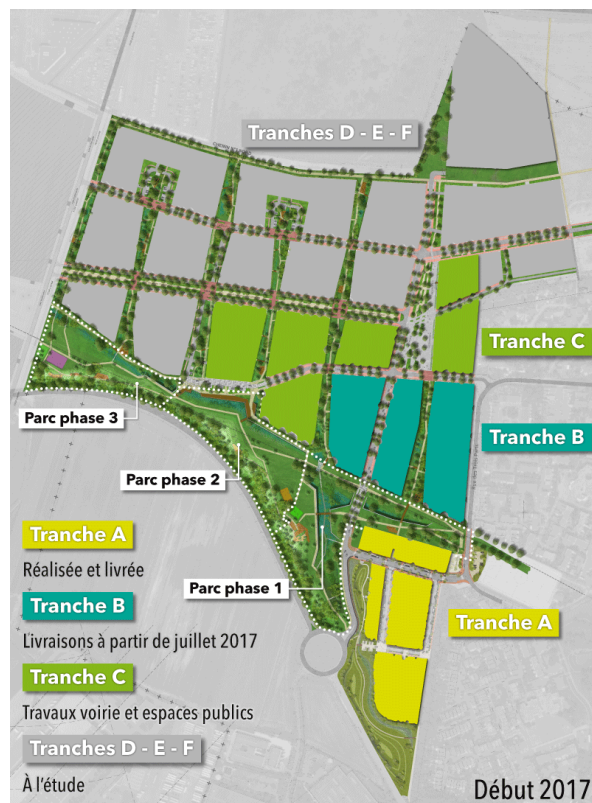 Tranches D - E - F
Tranche C
Tranche B
Parc phase 3
Parc phase 2
Parc phase 1
Tranche A
Tranche A
Réalisée et livrée
Tranche B
Livraisons à partir de juillet 2017
Tranche C
Travaux voirie et espaces publics
Tranches D - E - F
À l'étude
Début 2017